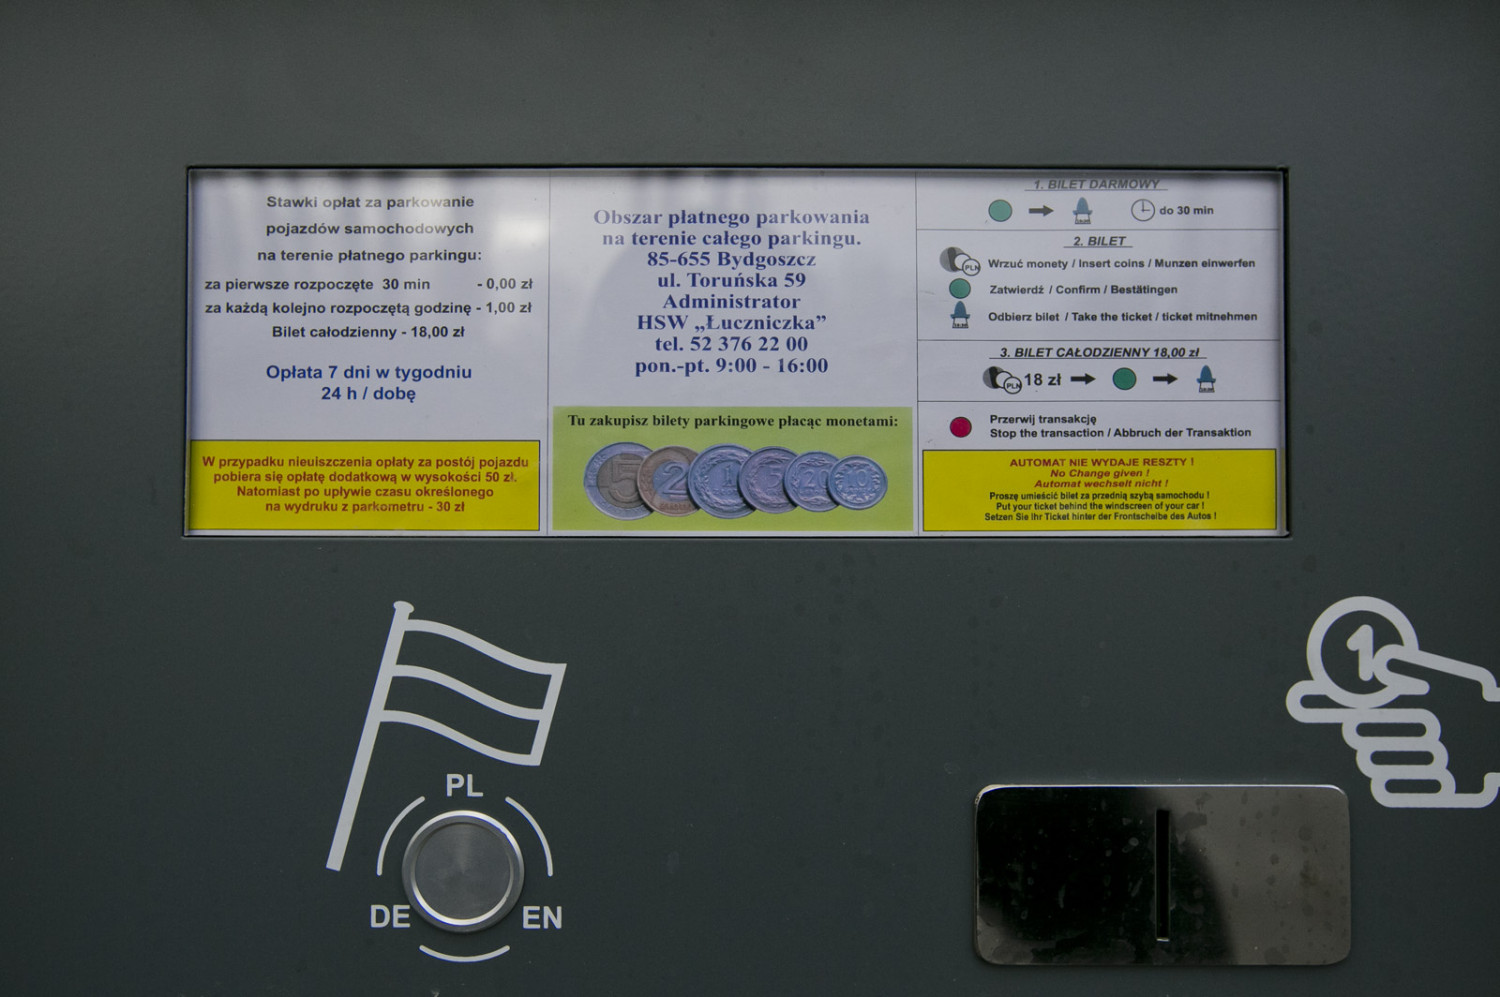 Stawki opłat za parkowanie
pojazdów samochodowych
na terenie płatnego parkingu:
za pierwsze rozpoczęte 30 min - 0,00 zł
za każdą kolejno rozpoczętą godzinę - 1,00 zł
Bilet całodzienny - 18,00 zł
Opłata 7 dni w tygodniu
24 h / dobę
W przypadku nieuiszczenia opłaty za postój pojazdu
pobiera się opłatę dodatkową w wysokości 50 zł.
Natomiast po upływie czasu określonego
na wydruku z parkometru - 30 zł
Obszar płatnego parkowania
na terenie całego parkingu.
85-655 Bydgoszcz
ul. Toruńska 59
Administrator
HSW „Łuczniczka”
tel. 52 376 22 00
pon.-pt. 9:00 - 16:00
Tu zakupisz bilety parkingowe płacąc monetami:
5 2 1 5 20 10
1. BILET DARMOWY
do 30 min
2. BILET
PLN Wrzuć monety / Insert coins / Munzen einwerfen
Zatwierdź / Confirm / Bestätingen
Odbierz bilet / Take the ticket / ticket mitnehmen
3. BILET CAŁODZIENNY 18,00 zł
PLN 18 zł
Przerwij transakcję
Stop the transaction / Abbruch der Transaktion
AUTOMAT NIE WYDAJE RESZTY !
No Change given !
Automat wechselt nicht !
Proszę umieścić bilet za przednią szybą samochodu !
Put your ticket behind the windscreen of your car !
Setzen Sie Ihr Ticket hinter der Frontscheibe des Autos !
1
PL
DE EN